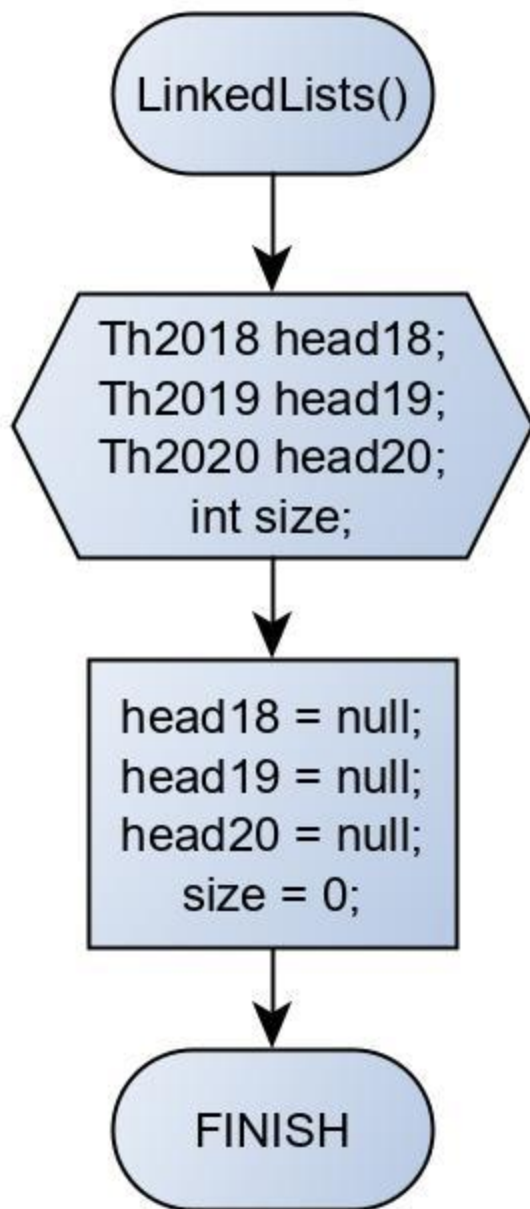 LinkedLists()
Th2018 head18;
Th2019 head19;
Th2020 head20;
int size;
head18 = null;
head19 = null;
head20 = null;
size = 0;
FINISH